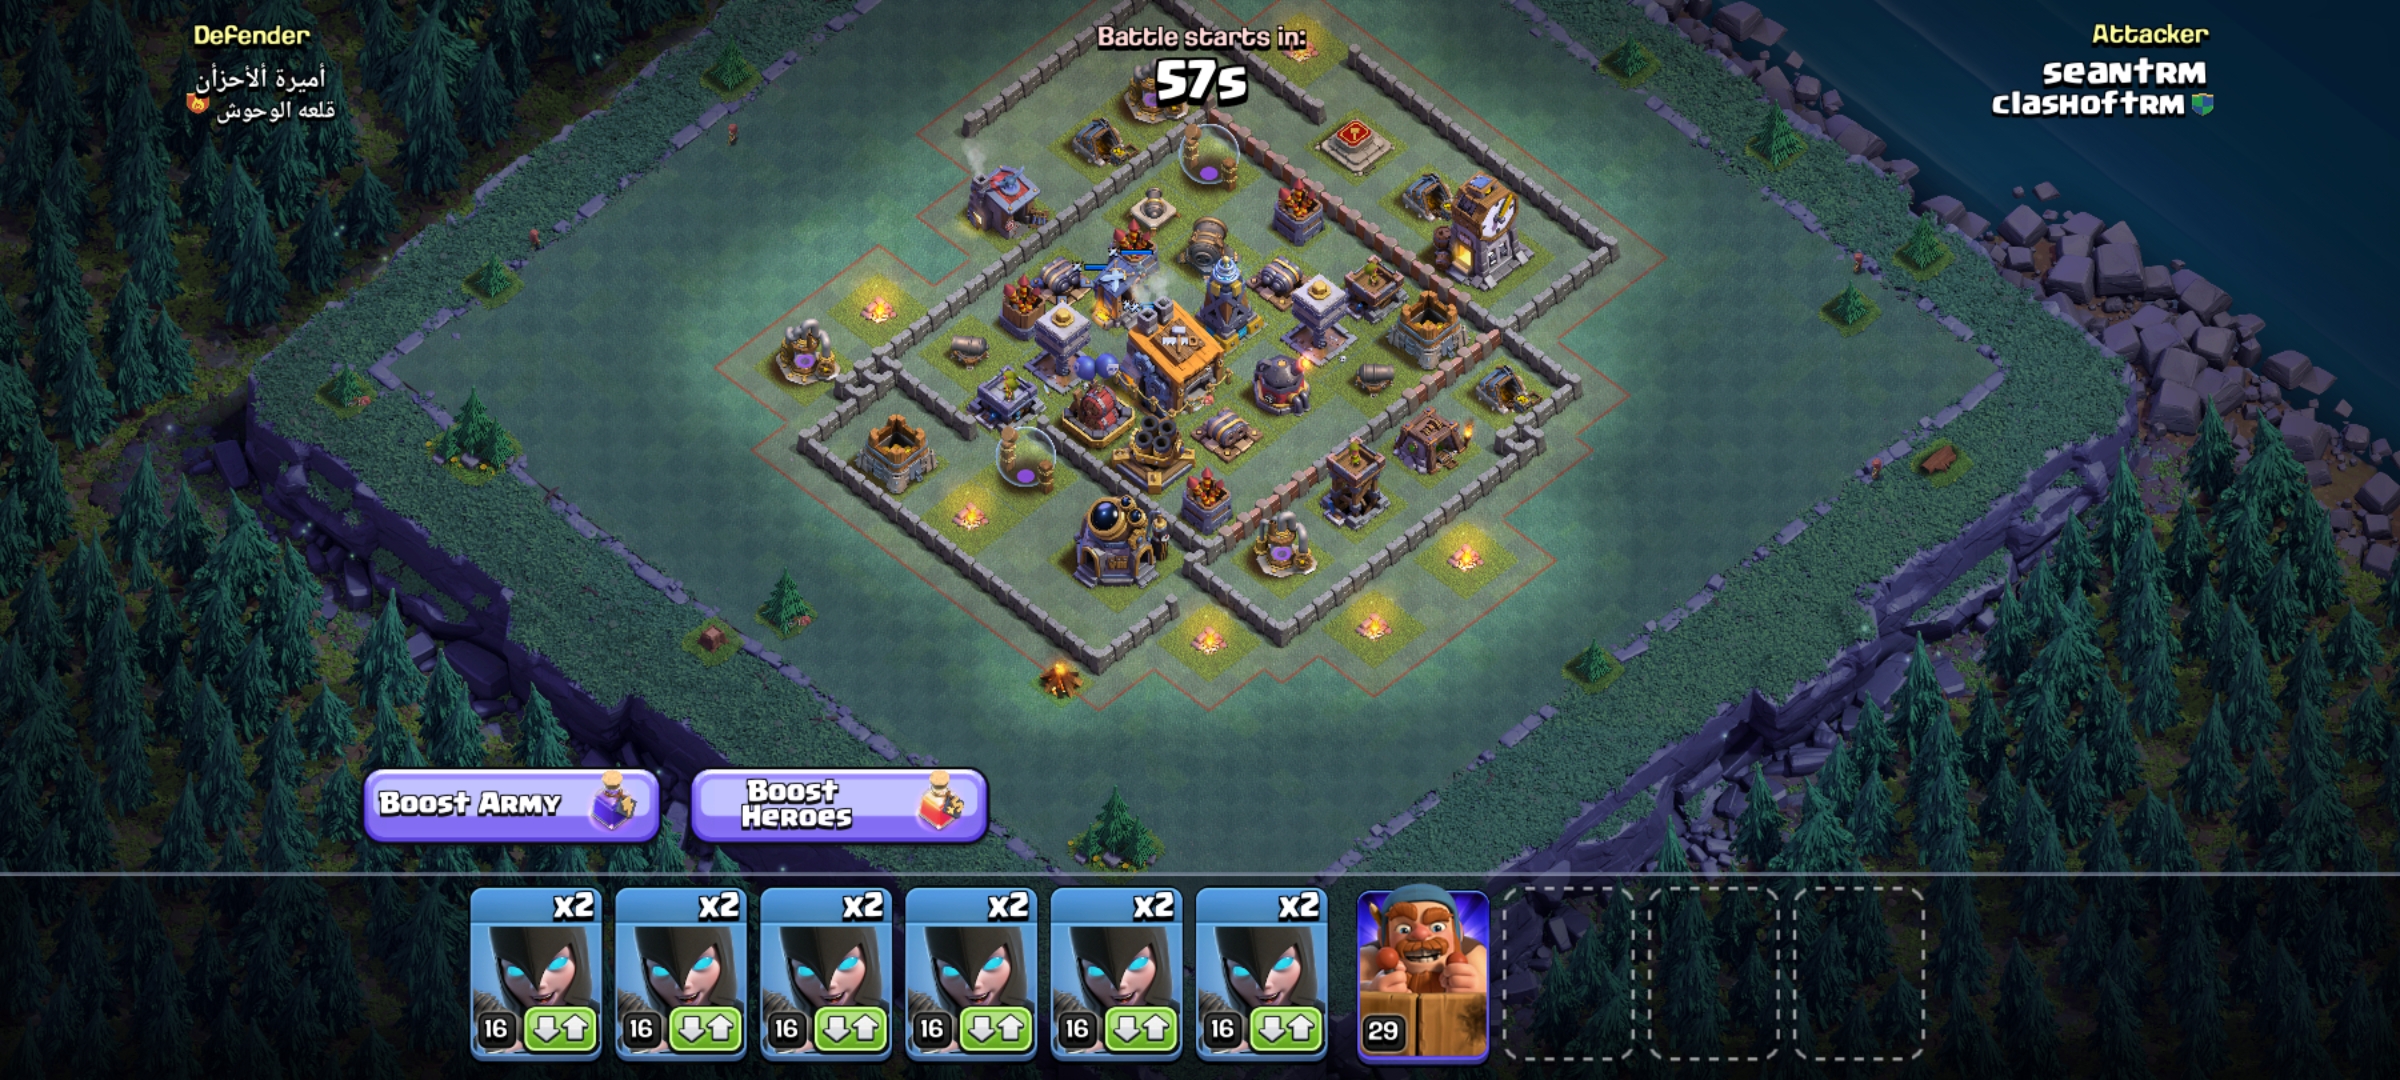 Defender
أميرة ألأحزأن
قلعه الوحوش
Battle starts in:
57s
Attacker
seantRM
clashoftRM
Boost Army
Boost Heroes
x2
x2
x2
x2
x2
x2
16
16
16
16
16
16
29